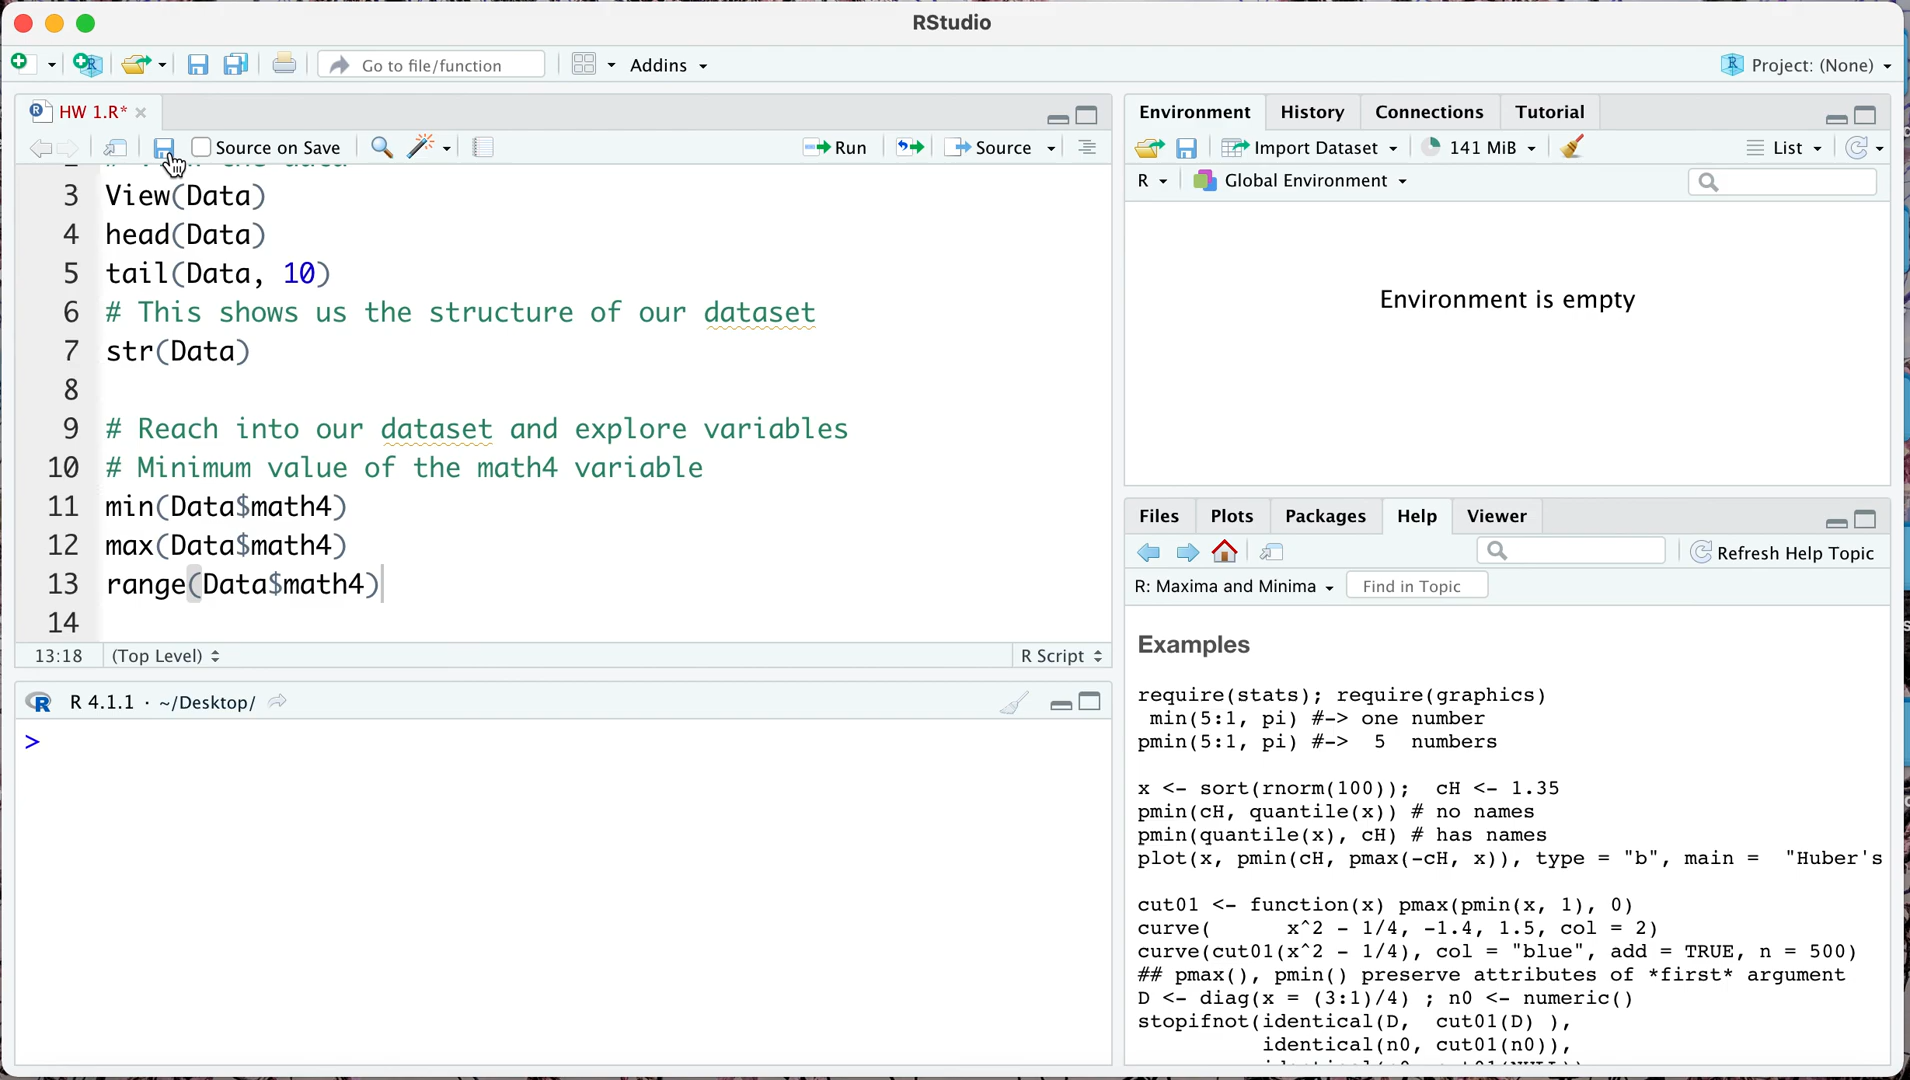 RStudio
Go to file/function
Addins
Project: (None)
HW 1.R*
Source on Save
Run
Source
3 View(Data)
4 head(Data)
5 tail(Data, 10)
6 # This shows us the structure of our dataset
7 str(Data)
8
9 # Reach into our dataset and explore variables
10 # Minimum value of the math4 variable
11 min(Data$math4)
12 max(Data$math4)
13 range(Data$math4)
14
13:18 (Top Level) R Script
R 4.1.1 · ~/Desktop/
>
Environment History Connections Tutorial
Import Dataset 141 MiB List
R Global Environment
Environment is empty
Files Plots Packages Help Viewer
Refresh Help Topic
R: Maxima and Minima Find in Topic
Examples
require(stats); require(graphics)
min(5:1, pi) #-> one number
pmin(5:1, pi) #-> 5 numbers
x <- sort(rnorm(100)); cH <- 1.35
pmin(cH, quantile(x)) # no names
pmin(quantile(x), cH) # has names
plot(x, pmin(cH, pmax(-cH, x)), type = "b", main = "Huber's
cut01 <- function(x) pmax(pmin(x, 1), 0)
curve( x^2 - 1/4, -1.4, 1.5, col = 2)
curve(cut01(x^2 - 1/4), col = "blue", add = TRUE, n = 500)
## pmax(), pmin() preserve attributes of *first* argument
D <- diag(x = (3:1)/4) ; n0 <- numeric()
stopifnot(identical(D, cut01(D) ),
identical(n0, cut01(n0)),